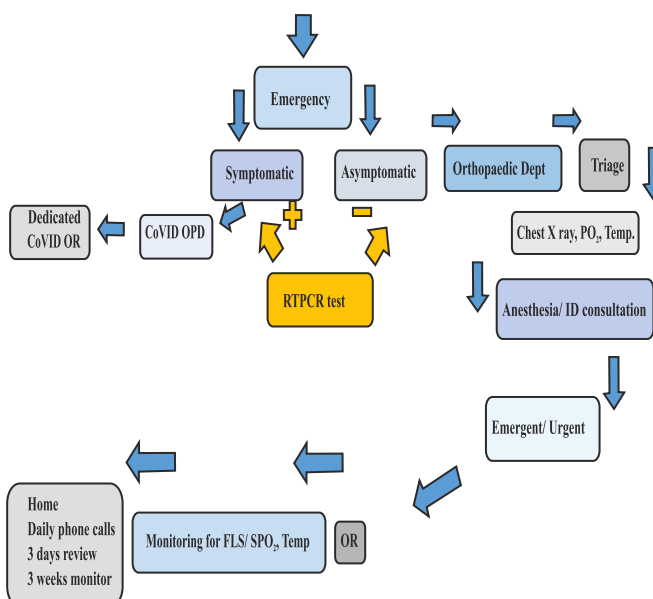 Emergency
Symptomatic
Asymptomatic
Orthopaedic Dept
Triage
Dedicated
CoVID OR
CoVID OPD
Chest X ray, PO₂, Temp.
RTPCR test
Anesthesia/ ID consultation
Emergent/ Urgent
Home
Daily phone calls
3 days review
3 weeks monitor
Monitoring for FLS/ SPO₂, Temp
OR